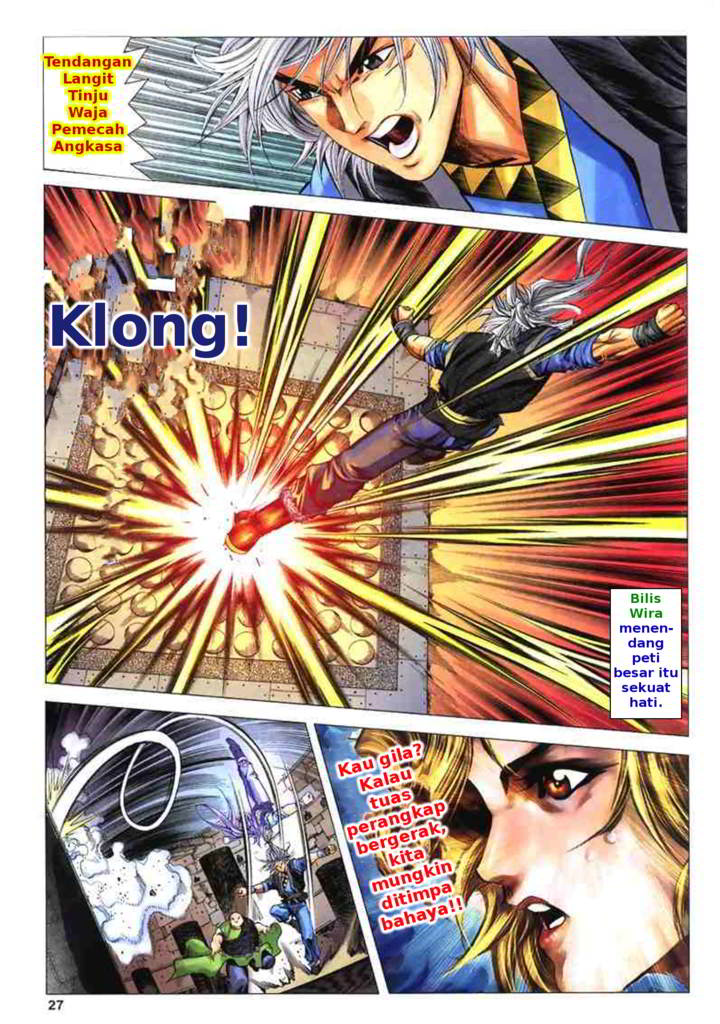 Tendangan
Langit
Tinju
Waja
Pemecah
Angkasa
Klong!
Bilis
Wira
menen-
dang
peti
besar itu
sekuat
hati.
Kau gila?
Kalau
tuas
perangkap
bergerak,
kita
mungkin
ditimpa
bahaya!!
27